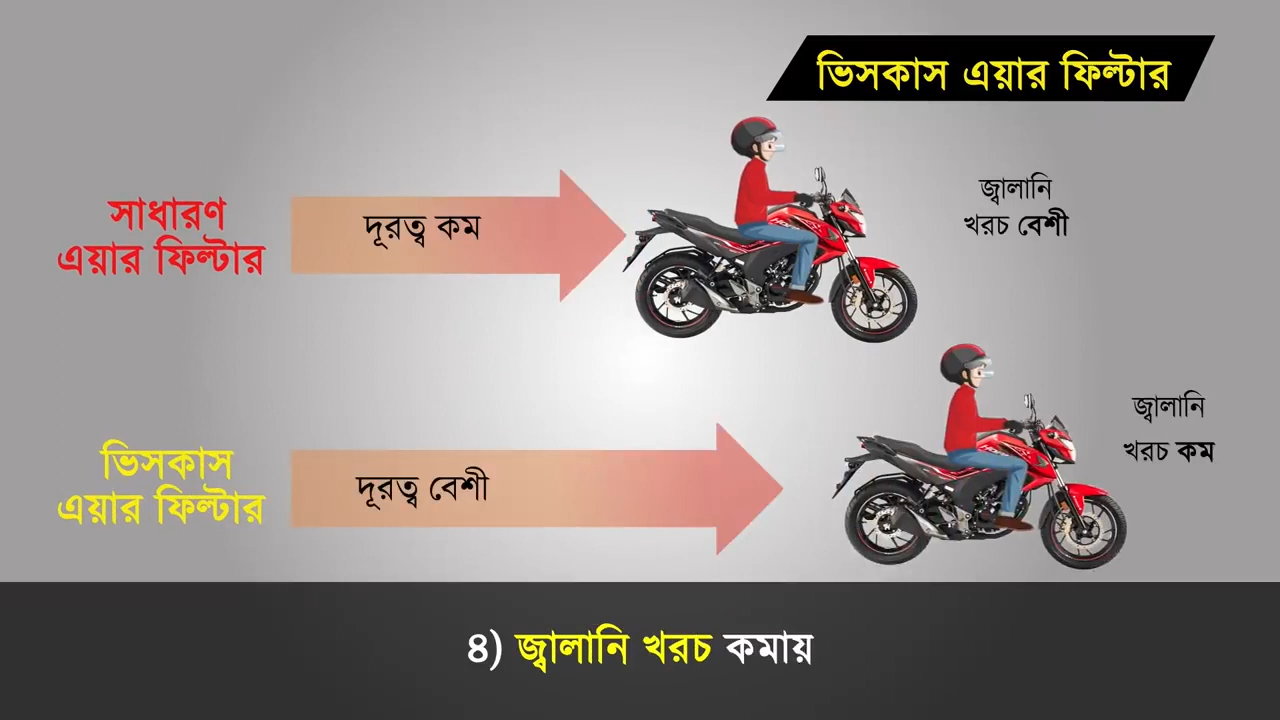 ভিসকাস এয়ার ফিল্টার
সাধারণ
এয়ার ফিল্টার
দূরত্ব কম
জ্বালানি
খরচ বেশী
ভিসকাস
এয়ার ফিল্টার
দূরত্ব বেশী
জ্বালানি
খরচ কম
৪) জ্বালানি খরচ কমায়